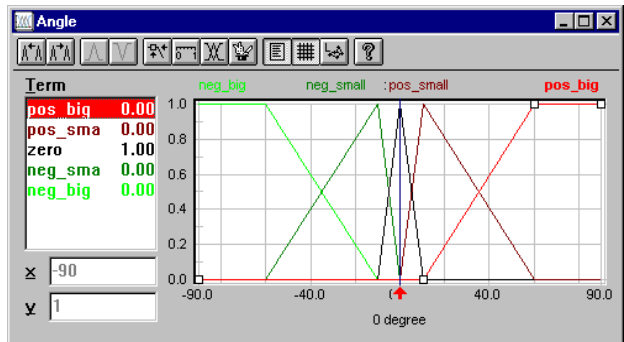 Angle
Term
neg_big neg_small :pos_small pos_big
pos_big 0.00
pos_sma 0.00
zero 1.00
neg_sma 0.00
neg_big 0.00
1.0
0.8
0.6
0.4
0.2
0.0
-90.0 -40.0 40.0 90.0
0 degree
x -90
y 1